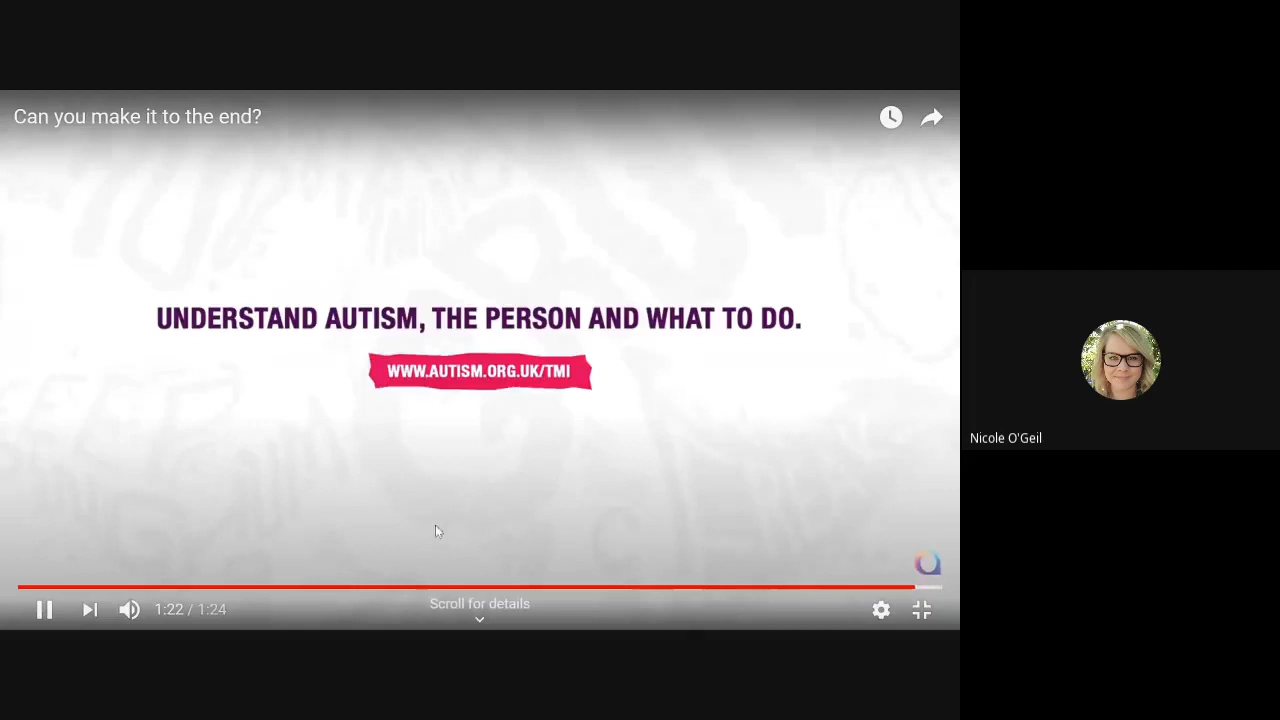 Can you make it to the end?
UNDERSTAND AUTISM, THE PERSON AND WHAT TO DO.
WWW.AUTISM.ORG.UK/TMI
Nicole O'Geil
Scroll for details
1:22 / 1:24